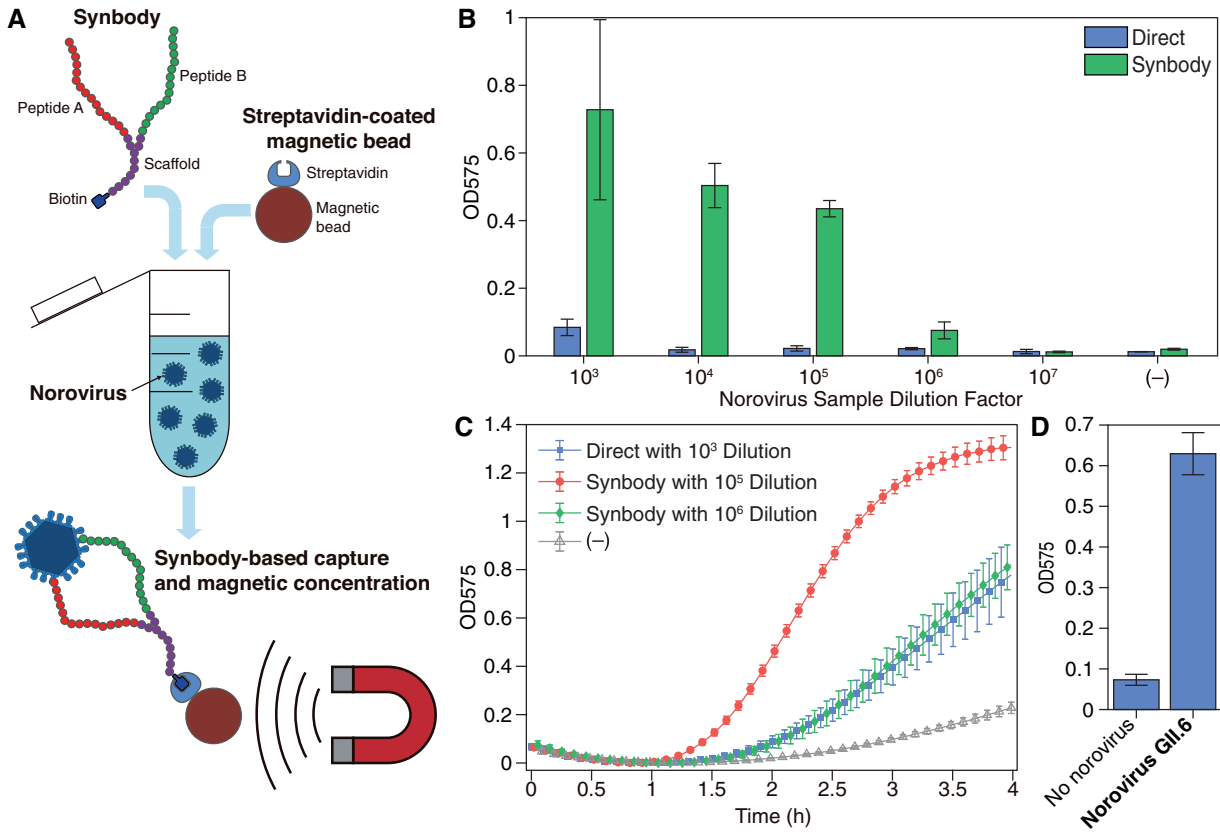 A
Synbody
Peptide B
Peptide A
Streptavidin-coated
magnetic bead
Scaffold
Streptavidin
Biotin
Magnetic
bead
Norovirus
Synbody-based capture
and magnetic concentration
B
1
0.8
0.6
0.4
0.2
0
OD575
Direct
Synbody
10³
10⁴
10⁵
10⁶
10⁷
(–)
Norovirus Sample Dilution Factor
C
1.4
1.2
1
0.8
0.6
0.4
0.2
0
OD575
Direct with 10³ Dilution
Synbody with 10⁵ Dilution
Synbody with 10⁶ Dilution
(–)
0
0.5
1
1.5
2
2.5
3
3.5
4
Time (h)
D
0.7
0.6
0.5
0.4
0.3
0.2
0.1
0
OD575
No norovirus
Norovirus GII.6